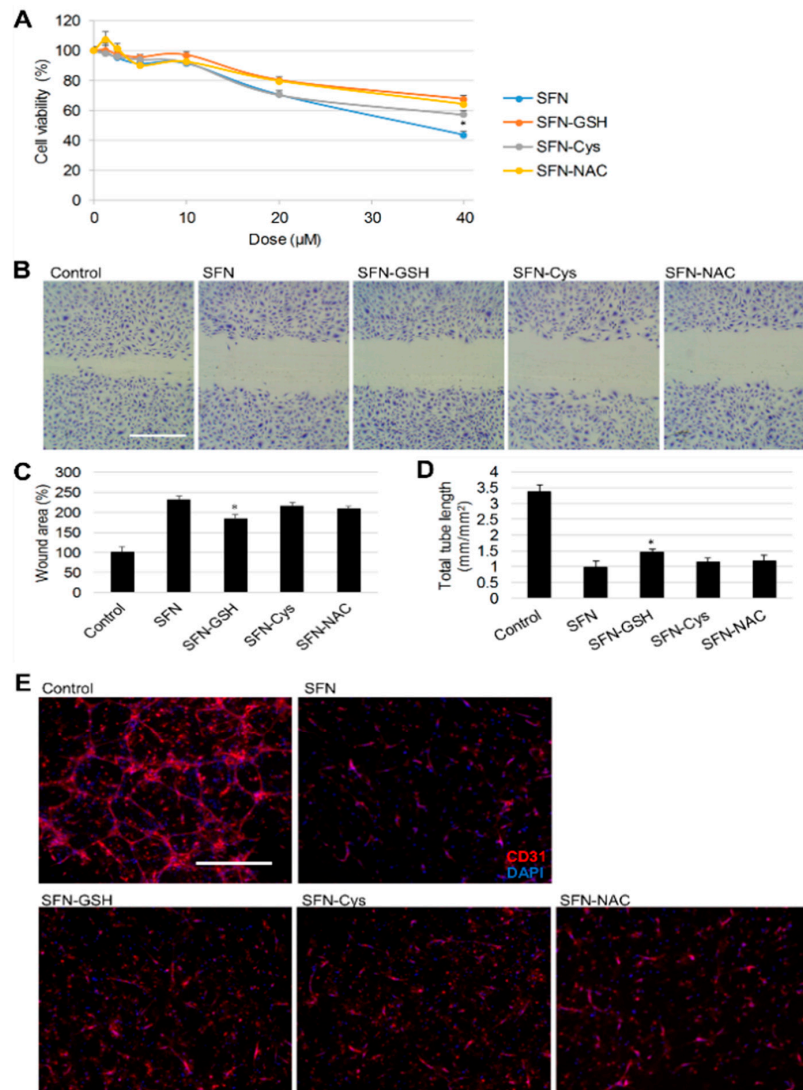 A
120
100
80
60
40
20
0
Cell viability (%)
*
0 10 20 30 40
Dose (µM)
SFN
SFN-GSH
SFN-Cys
SFN-NAC
B
Control SFN SFN-GSH SFN-Cys SFN-NAC
C
300
250
200
150
100
50
0
Wound area (%)
*
Control SFN SFN-GSH SFN-Cys SFN-NAC
D
4
3.5
3
2.5
2
1.5
1
0.5
0
Total tube length
(mm/mm²)
*
Control SFN SFN-GSH SFN-Cys SFN-NAC
E
Control SFN
CD31
DAPI
SFN-GSH SFN-Cys SFN-NAC